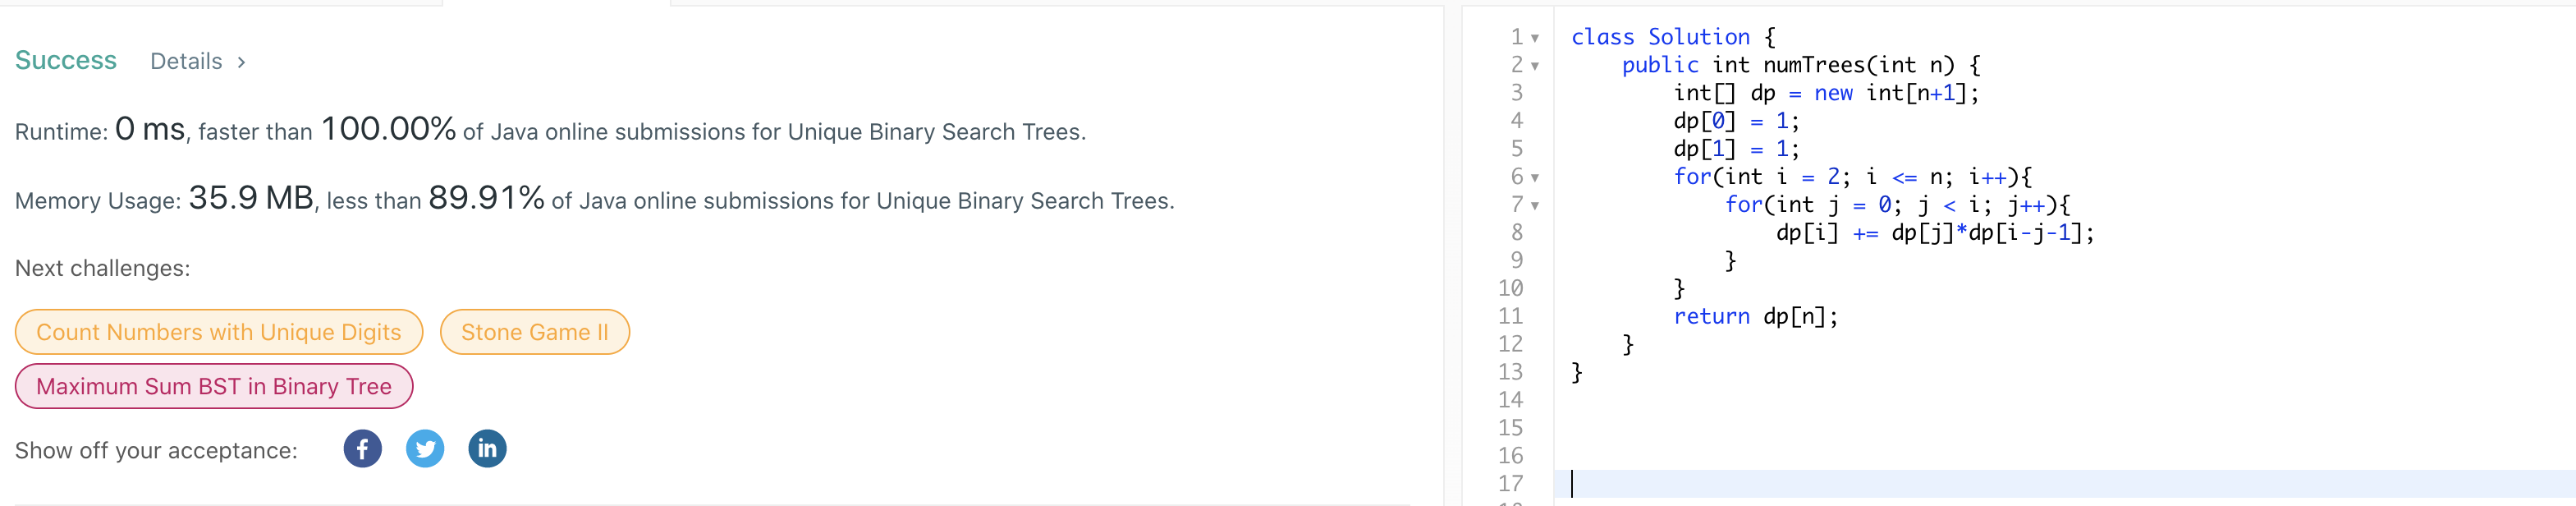 Success Details >
Runtime: 0 ms, faster than 100.00% of Java online submissions for Unique Binary Search Trees.
Memory Usage: 35.9 MB, less than 89.91% of Java online submissions for Unique Binary Search Trees.
Next challenges:
Count Numbers with Unique Digits Stone Game II
Maximum Sum BST in Binary Tree
Show off your acceptance: f in
1 class Solution {
2     public int numTrees(int n) {
3         int[] dp = new int[n+1];
4         dp[0] = 1;
5         dp[1] = 1;
6         for(int i = 2; i <= n; i++){
7             for(int j = 0; j < i; j++){
8                 dp[i] += dp[j]*dp[i-j-1];
9             }
10         }
11         return dp[n];
12     }
13 }
14
15
16
17